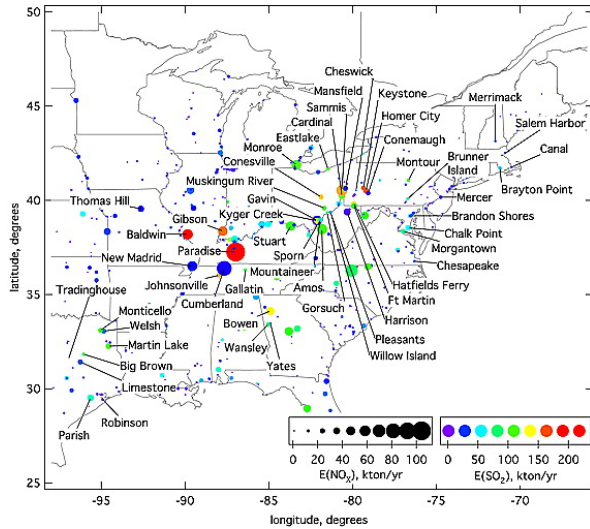 50
45
40
35
30
25
latitude, degrees
Cheswick
Mansfield
Keystone
Sammis
Merrimack
Cardinal
Homer City
Eastlake
Salem Harbor
Monroe
Conemaugh
Canal
Conesville
Montour
Brunner
Island
Muskingum River
Brayton Point
Thomas Hill
Gavin
Mercer
Gibson
Kyger Creek
Brandon Shores
Baldwin
Chalk Point
Paradise
Stuart
Morgantown
New Madrid
Sporn
Chesapeake
Mountaineer
Johnsonville
Gallatin
Amos
Hatfields Ferry
Tradinghouse
Cumberland
Gorsuch
Ft Martin
Monticello
Bowen
Harrison
Welsh
Pleasants
Martin Lake
Wansley
Willow Island
Big Brown
Yates
Limestone
Robinson
Parish
0 20 40 60 80 100
E(NOX), kton/yr
0 50 100 150 200
E(SO2), kton/yr
-95 -90 -85 -80 -75 -70
longitude, degrees